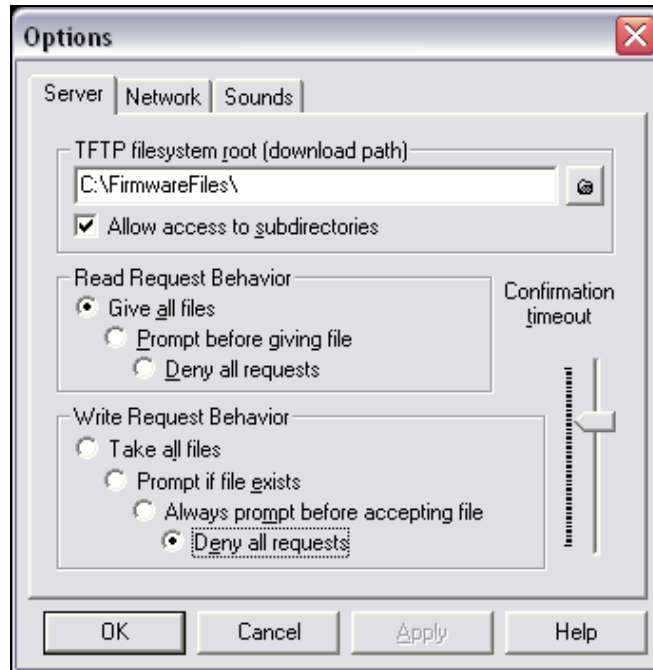 Options
Server Network Sounds
TFTP filesystem root (download path)
C:\FirmwareFiles\
Allow access to subdirectories
Read Request Behavior
Give all files
Prompt before giving file
Deny all requests
Confirmation
timeout
Write Request Behavior
Take all files
Prompt if file exists
Always prompt before accepting file
Deny all requests
OK Cancel Apply Help